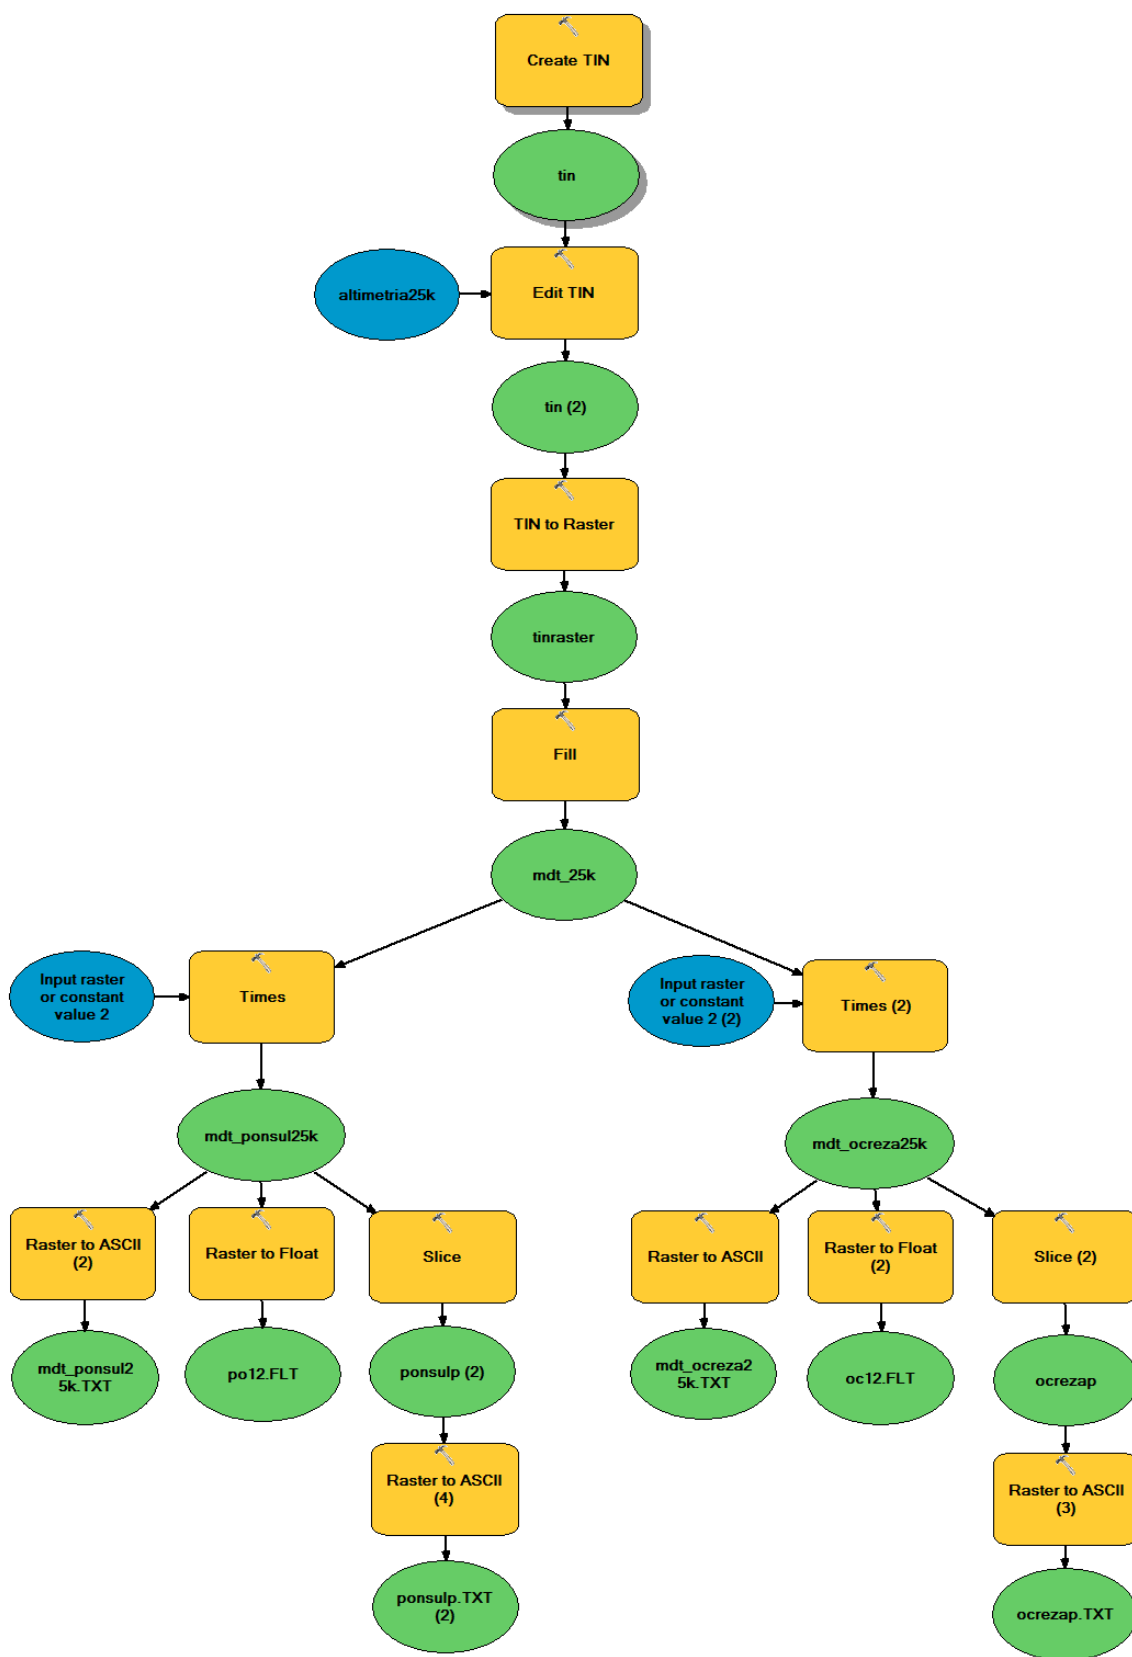 Create TIN
tin
altimetria25k
Edit TIN
tin (2)
TIN to Raster
tinraster
Fill
mdt_25k
Input raster
or constant
value 2
Times
Input raster
or constant
value 2 (2)
Times (2)
mdt_ponsul25k
mdt_ocreza25k
Raster to ASCII
(2)
Raster to Float
Slice
Raster to ASCII
Raster to Float
(2)
Slice (2)
mdt_ponsul2
5k.TXT
po12.FLT
ponsulp (2)
mdt_ocreza2
5k.TXT
oc12.FLT
ocrezap
Raster to ASCII
(4)
Raster to ASCII
(3)
ponsulp.TXT
(2)
ocrezap.TXT